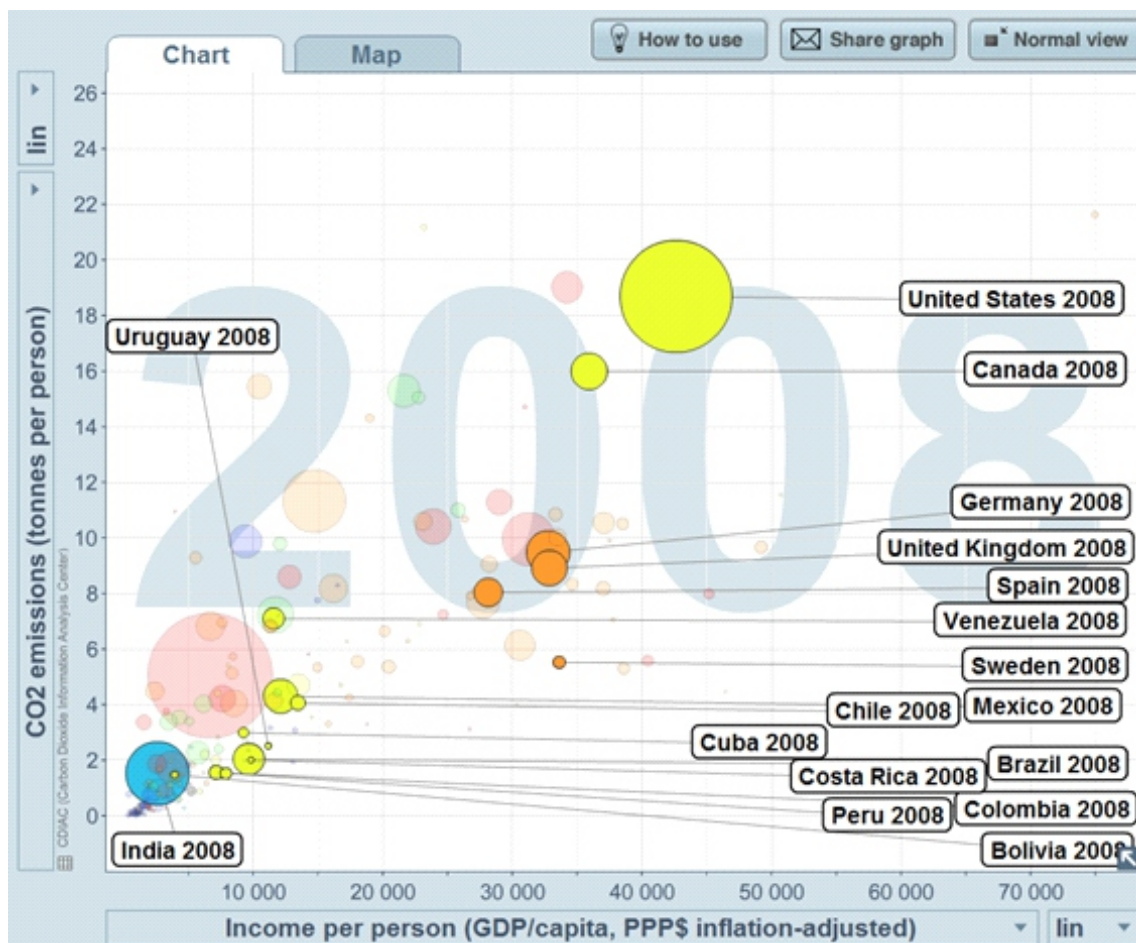 Chart
Map
How to use
Share graph
Normal view
lin
CO2 emissions (tonnes per person)
CDIAC (Carbon Dioxide Information Analysis Center)
26
24
22
20
18
16
14
12
10
8
6
4
2
0
2008
United States 2008
Uruguay 2008
Canada 2008
Germany 2008
United Kingdom 2008
Spain 2008
Venezuela 2008
Sweden 2008
Mexico 2008
Chile 2008
Cuba 2008
Brazil 2008
Costa Rica 2008
Colombia 2008
Peru 2008
India 2008
Bolivia 2008
10 000 20 000 30 000 40 000 50 000 60 000 70 000
Income per person (GDP/capita, PPP$ inflation-adjusted)
lin